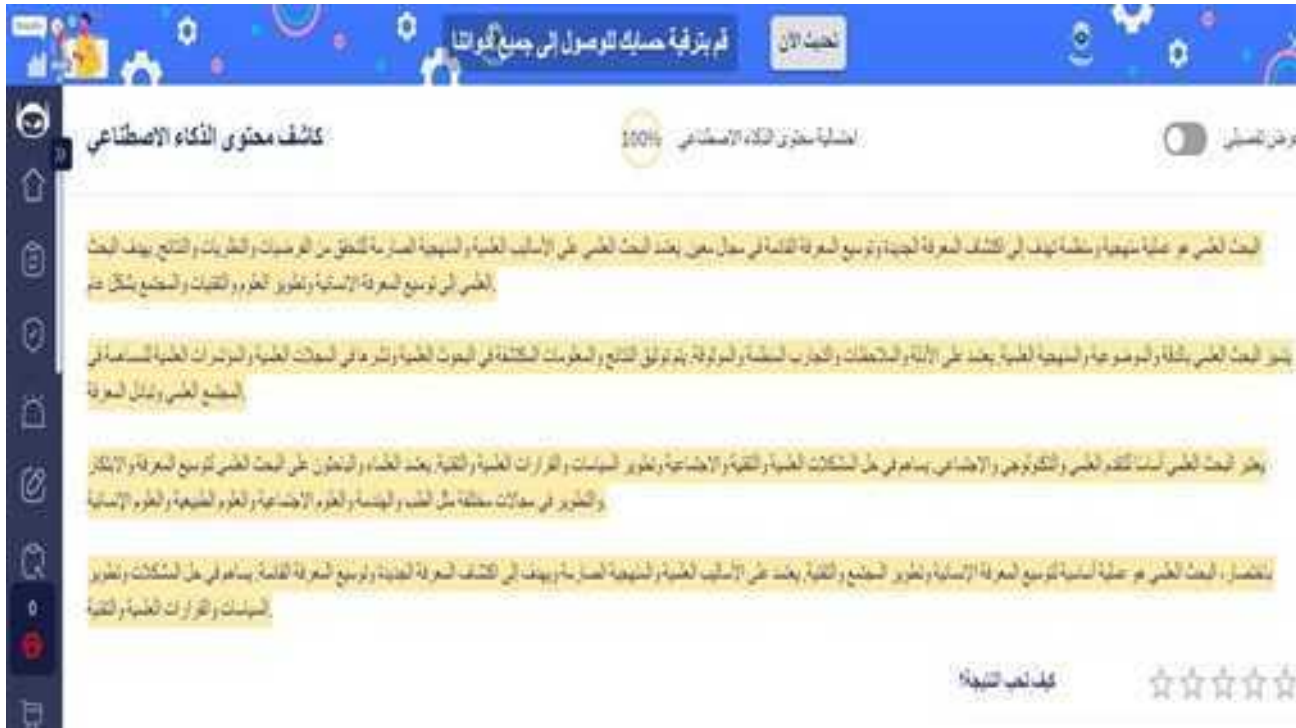 قم بترقية حسابك للوصول إلى جميع أدواتنا
تحديث الآن
كاشف محتوى الذكاء الاصطناعي
احتمالية محتوى الذكاء الاصطناعي
100%
عرض تفصيلي
البحث العلمي هو عملية منهجية ومنظمة تهدف إلى اكتشاف المعرفة الجديدة وتوسيع المعرفة القائمة في مجال معين. يعتمد البحث العلمي على الأساليب العلمية والمنهجية الصارمة للتحقق من الفرضيات والنظريات والنتائج. يهدف البحث
العلمي إلى توسيع المعرفة الإنسانية وتطوير العلوم والتقنيات والمجتمع بشكل عام.
يتميز البحث العلمي بالدقة والموضوعية والمنهجية العلمية. يعتمد على الأدلة والملاحظات والتجارب المنظمة والموثوقة. يتم توثيق النتائج والمعلومات المكتشفة في البحوث العلمية ونشرها في المجلات العلمية والمؤتمرات العلمية للمساهمة في
المجتمع العلمي وتبادل المعرفة.
يعتبر البحث العلمي أساسا للتقدم العلمي والتكنولوجي والاجتماعي. يساهم في حل المشكلات العلمية والتقنية والاجتماعية وتطوير السياسات والقرارات العلمية والتقنية. يعتمد العلماء والباحثون على البحث العلمي لتوسيع المعرفة والابتكار
والتطوير في مجالات مختلفة مثل الطب والهندسة والعلوم الاجتماعية والعلوم الطبيعية والعلوم الإنسانية.
باختصار، البحث العلمي هو عملية أساسية لتوسيع المعرفة الإنسانية وتطوير المجتمع والتقنية. يعتمد على الأساليب العلمية والمنهجية الصارمة ويهدف إلى اكتشاف المعرفة الجديدة وتوسيع المعرفة القائمة. يساهم في حل المشكلات وتطوير
السياسات والقرارات العلمية والتقنية.
كيف تحب النتيجة؟
0